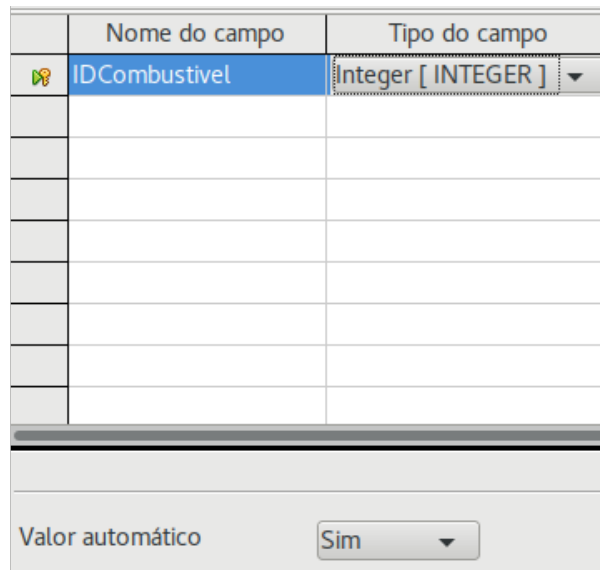 Nome do campo Tipo do campo
IDCombustivel Integer [ INTEGER ]
Valor automático Sim